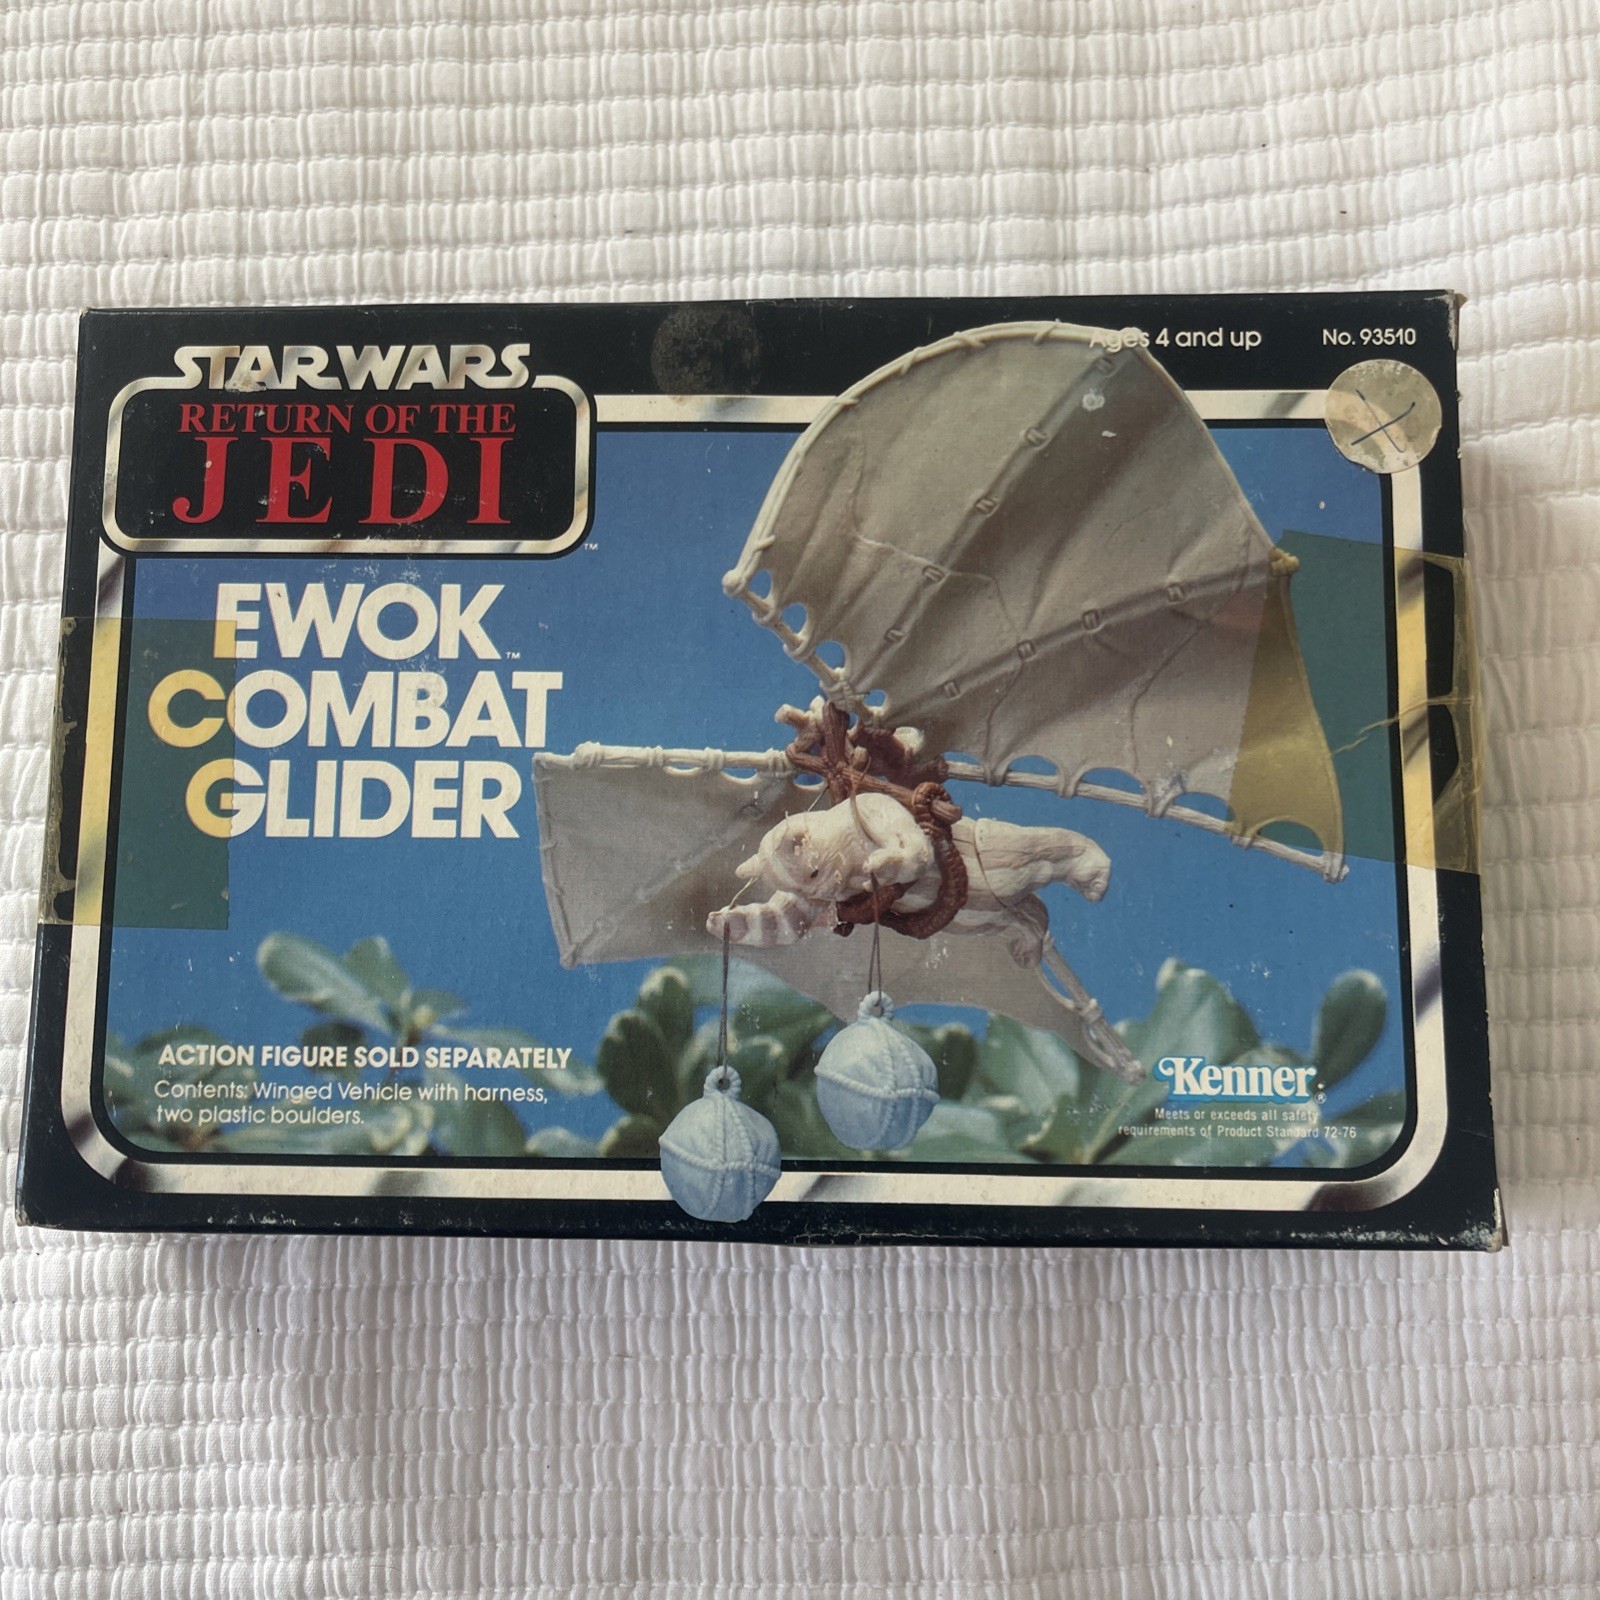 Ages 4 and up
No. 93510
STAR WARS
RETURN OF THE
JEDI
TM
EWOK
TM
COMBAT
GLIDER
ACTION FIGURE SOLD SEPARATELY
Contents: Winged Vehicle with harness,
two plastic boulders.
Kenner®
Meets or exceeds all safety
requirements of Product Standard 72-76